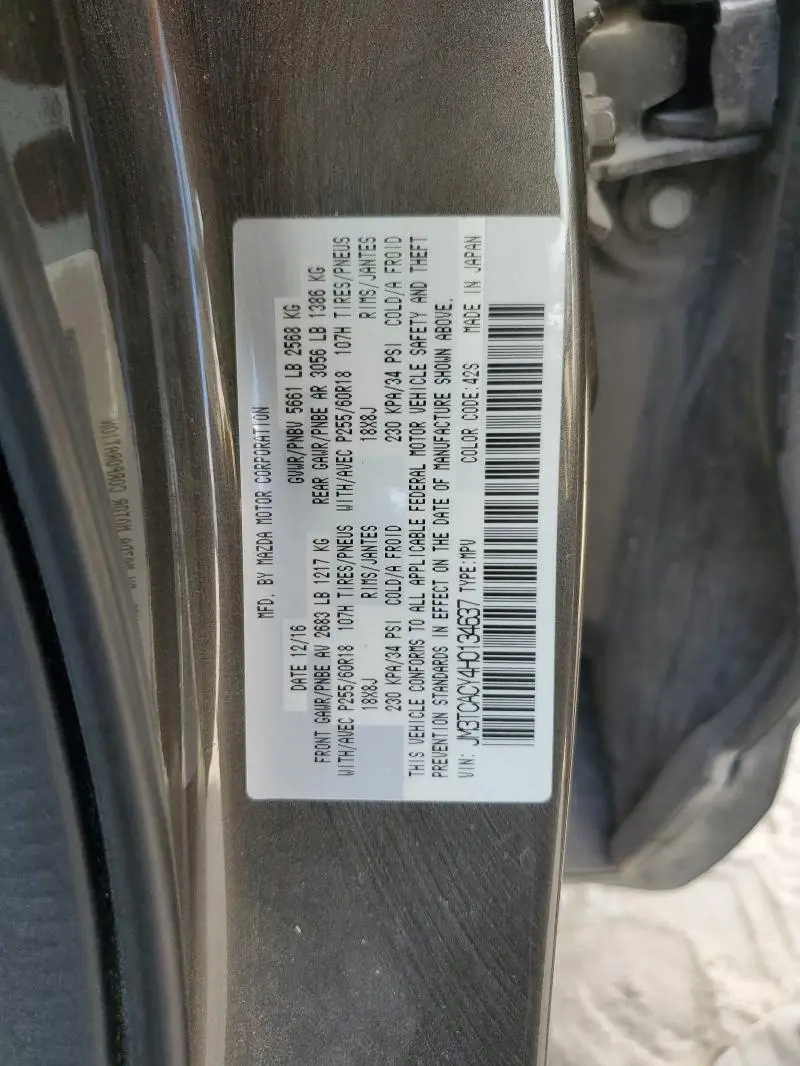 MFD. BY MAZDA MOTOR CORPORATION
DATE 12/16 GVWR/PNBV 5661 LB 2568 KG
FRONT GAWR/PNBE AV 2683 LB 1217 KG REAR GAWR/PNBE AR 3056 LB 1386 KG
WITH/AVEC P255/60R18 107H TIRES/PNEUS WITH/AVEC P255/60R18 107H TIRES/PNEUS
18X8J RIMS/JANTES 18X8J RIMS/JANTES
230 KPA/34 PSI COLD/A FROID 230 KPA/34 PSI COLD/A FROID
THIS VEHICLE CONFORMS TO ALL APPLICABLE FEDERAL MOTOR VEHICLE SAFETY AND THEFT
PREVENTION STANDARDS IN EFFECT ON THE DATE OF MANUFACTURE SHOWN ABOVE.
VIN: JM3TCACY4H0134637 TYPE:MPV COLOR CODE:42S MADE IN JAPAN